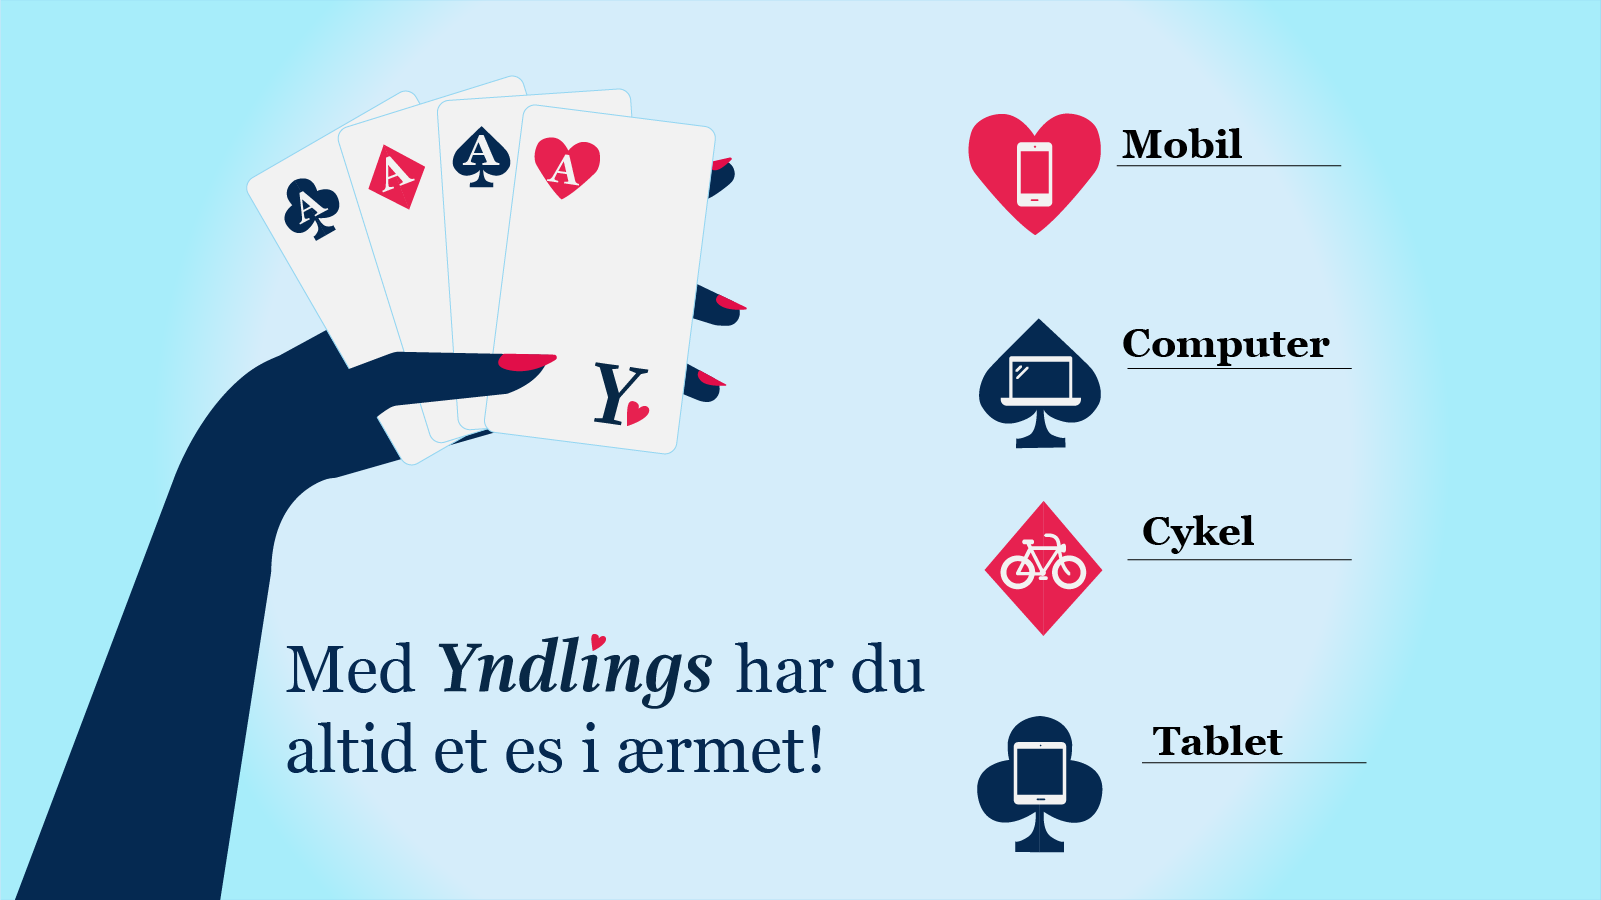 A
A
A
A
Y
Mobil
Computer
Cykel
Tablet
Med Yndlings har du
altid et es i ærmet!